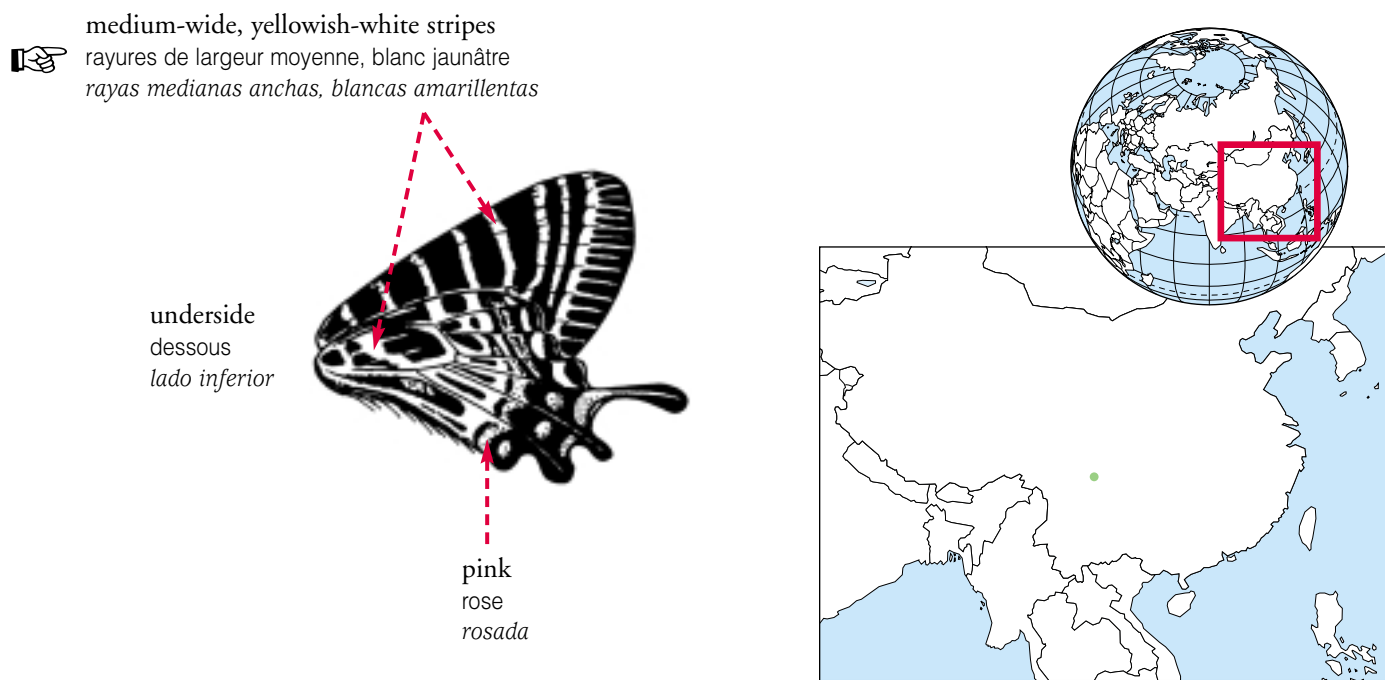 medium-wide, yellowish-white stripes
rayures de largeur moyenne, blanc jaunâtre
rayas medianas anchas, blancas amarillentas
underside
dessous
lado inferior
pink
rose
rosada